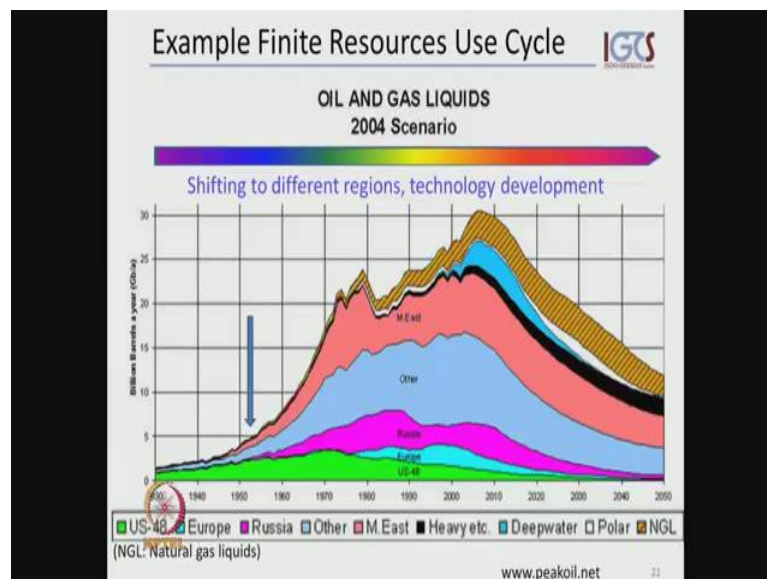 Example Finite Resources Use Cycle
IGCS
OIL AND GAS LIQUIDS
2004 Scenario
Shifting to different regions, technology development
Billion Barrels a year (Gb/a)
30
25
20
15
10
5
0
M.East
Other
Russia
Europe
US-48
1930 1940 1950 1960 1970 1980 1990 2000 2010 2020 2030 2040 2050
US-48 Europe Russia Other M.East Heavy etc. Deepwater Polar NGL
NPTEL
(NGL: Natural gas liquids)
www.peakoil.net
21